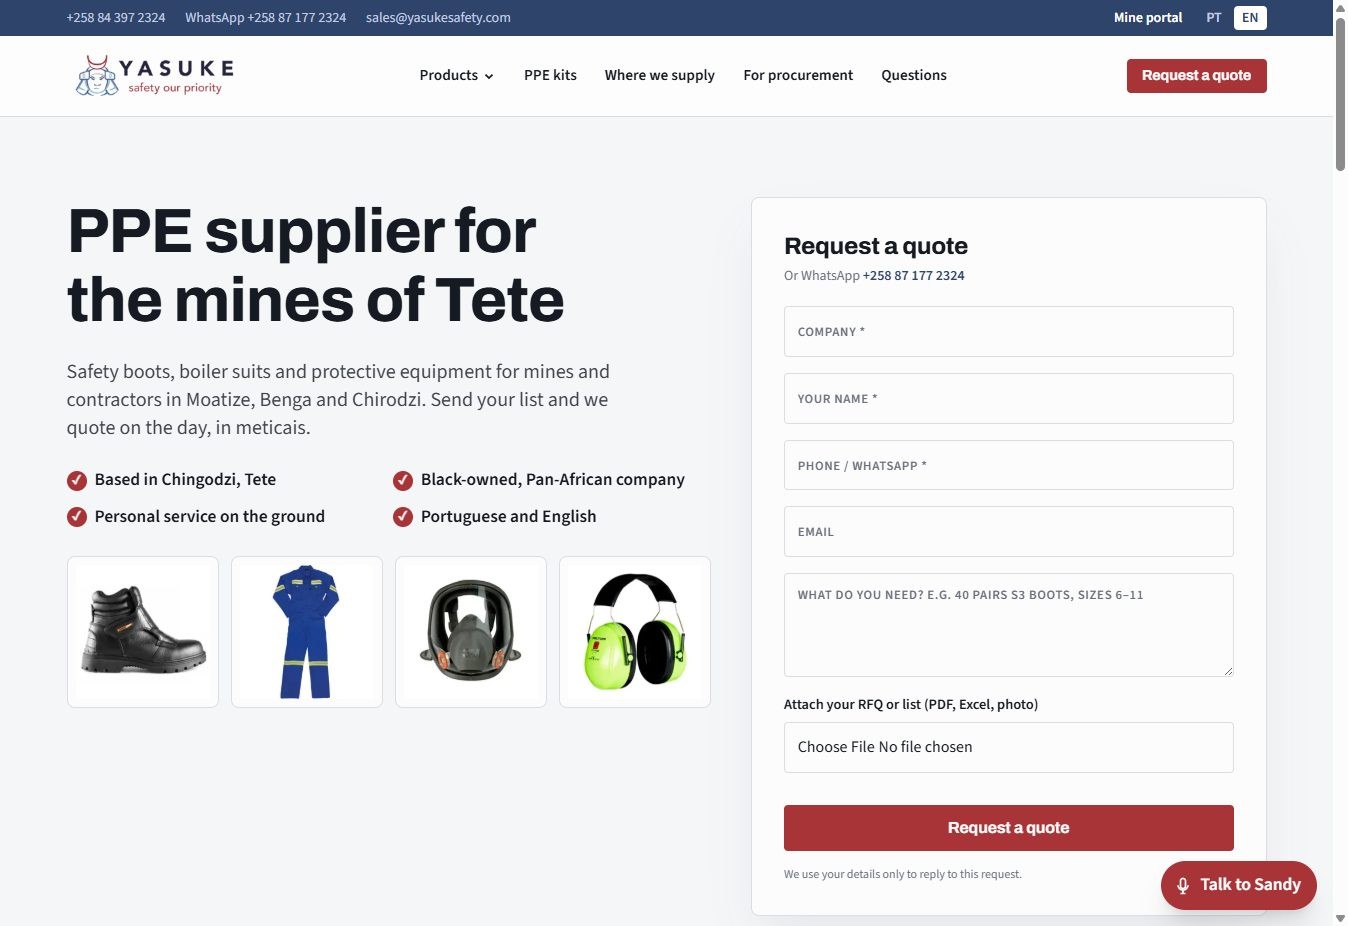 +258 84 397 2324 WhatsApp +258 87 177 2324 sales@yasukesafety.com Mine portal PT EN
YASUKE
safety our priority
Products PPE kits Where we supply For procurement Questions Request a quote
PPE supplier for
the mines of Tete
Safety boots, boiler suits and protective equipment for mines and
contractors in Moatize, Benga and Chirodzi. Send your list and we
quote on the day, in meticais.
Based in Chingodzi, Tete
Black-owned, Pan-African company
Personal service on the ground
Portuguese and English
Request a quote
Or WhatsApp +258 87 177 2324
COMPANY *
YOUR NAME *
PHONE / WHATSAPP *
EMAIL
WHAT DO YOU NEED? E.G. 40 PAIRS S3 BOOTS, SIZES 6–11
Attach your RFQ or list (PDF, Excel, photo)
Choose File No file chosen
Request a quote
We use your details only to reply to this request.
Talk to Sandy